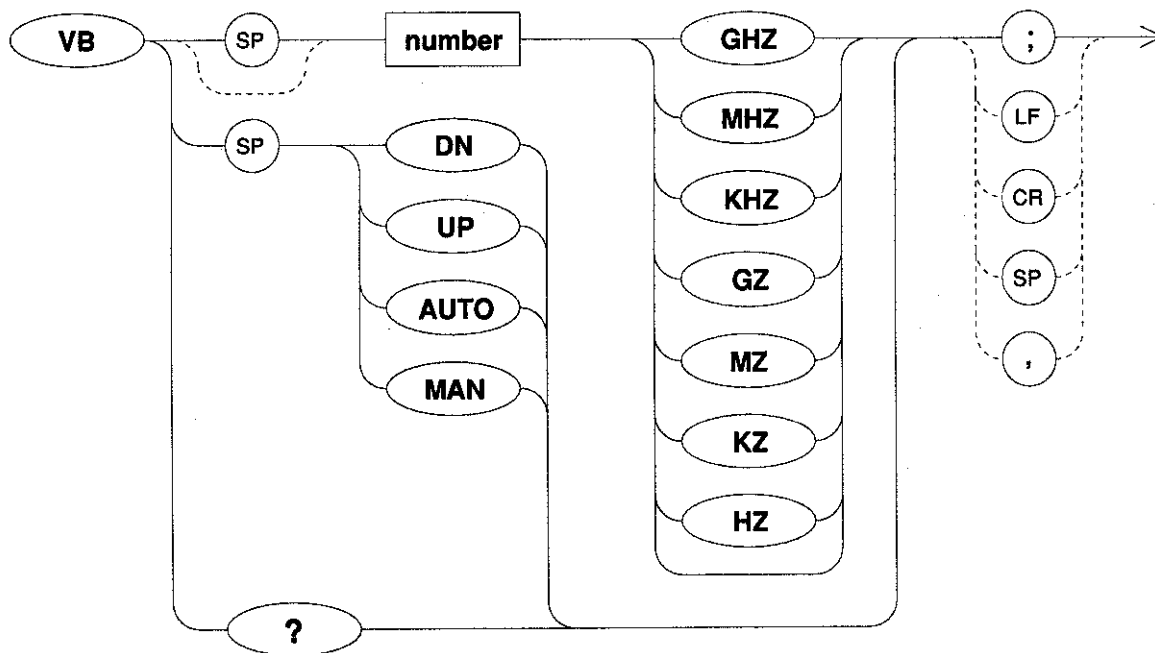 VB SP number GHZ ;
MHZ LF
SP DN
KHZ CR
UP
GZ SP
AUTO
MZ ,
MAN
KZ
HZ
?